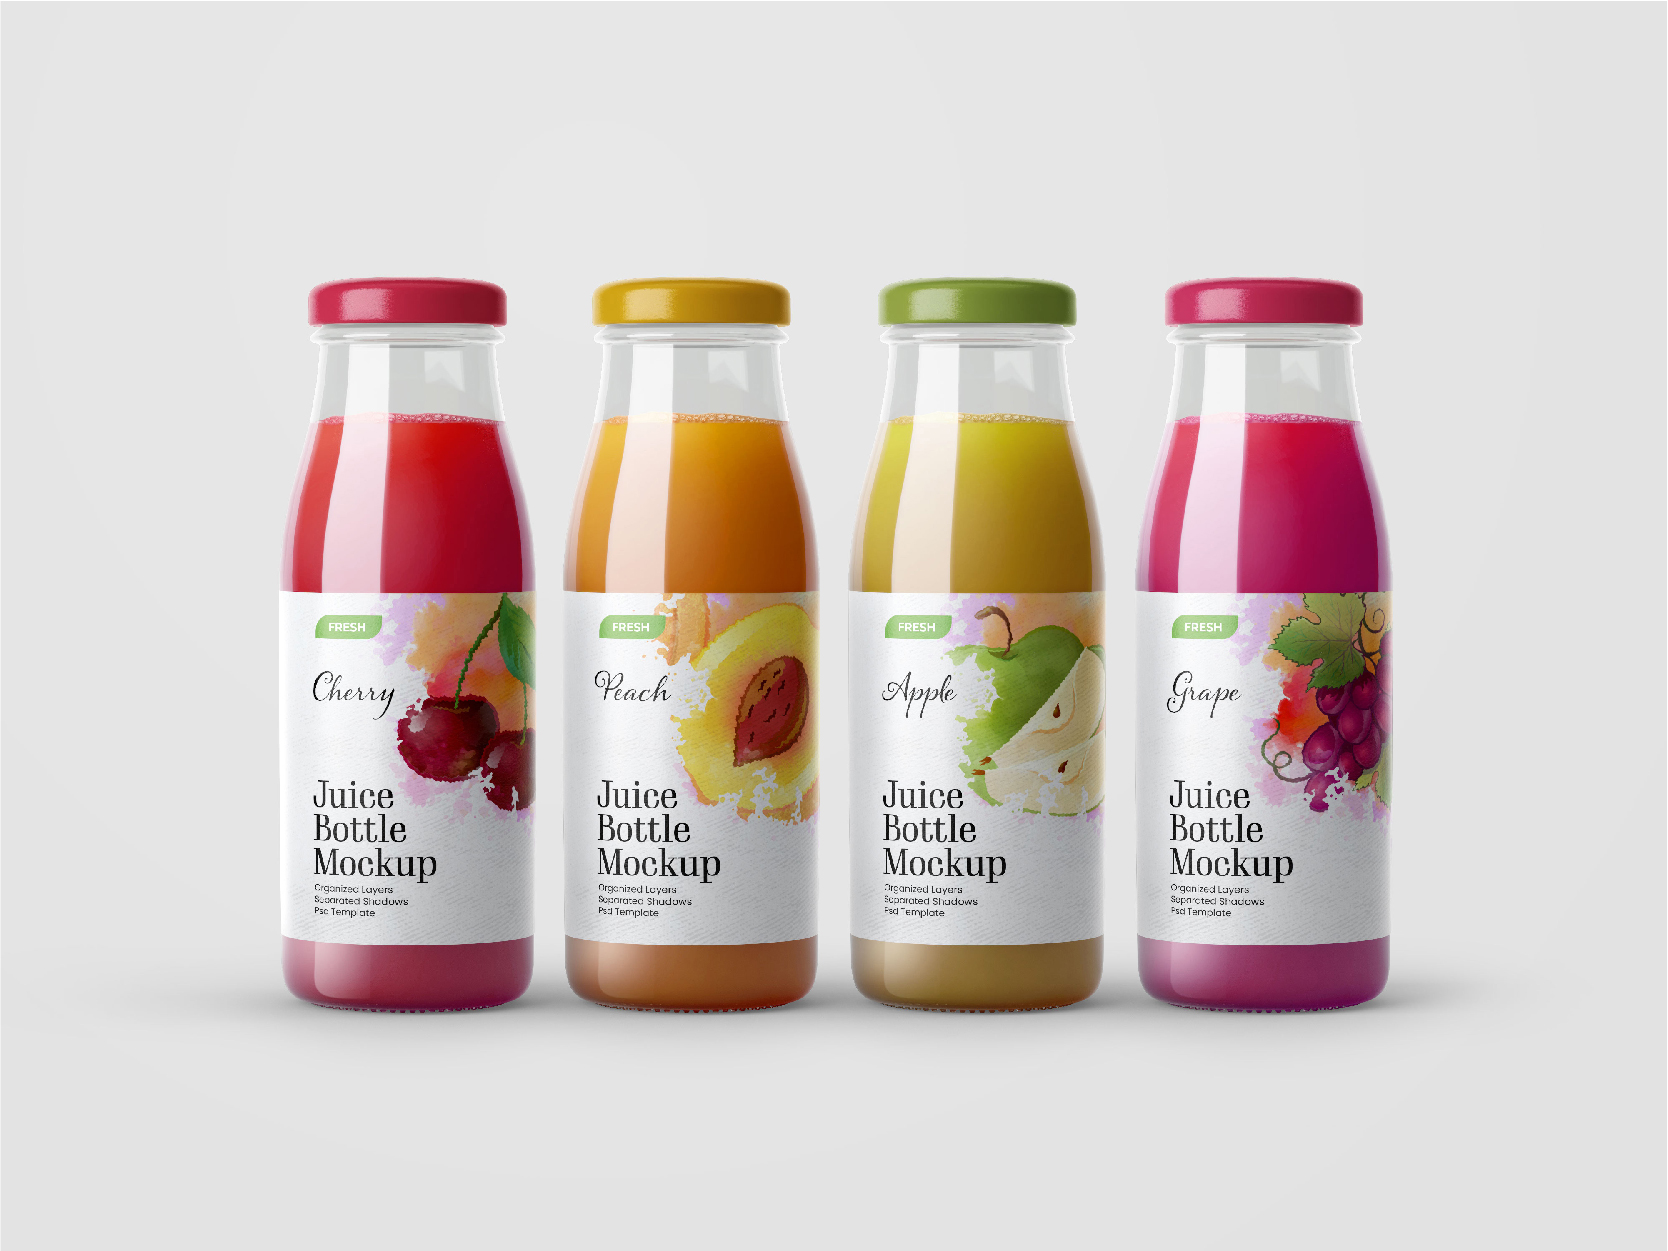 FRESH
Cherry
Juice
Bottle
Mockup
Organized Layers
Separated Shadows
Psd Template
FRESH
Peach
Juice
Bottle
Mockup
Organized Layers
Separated Shadows
Psd Template
FRESH
Apple
Juice
Bottle
Mockup
Organized Layers
Separated Shadows
Psd Template
FRESH
Grape
Juice
Bottle
Mockup
Organized Layers
Separated Shadows
Psd Template